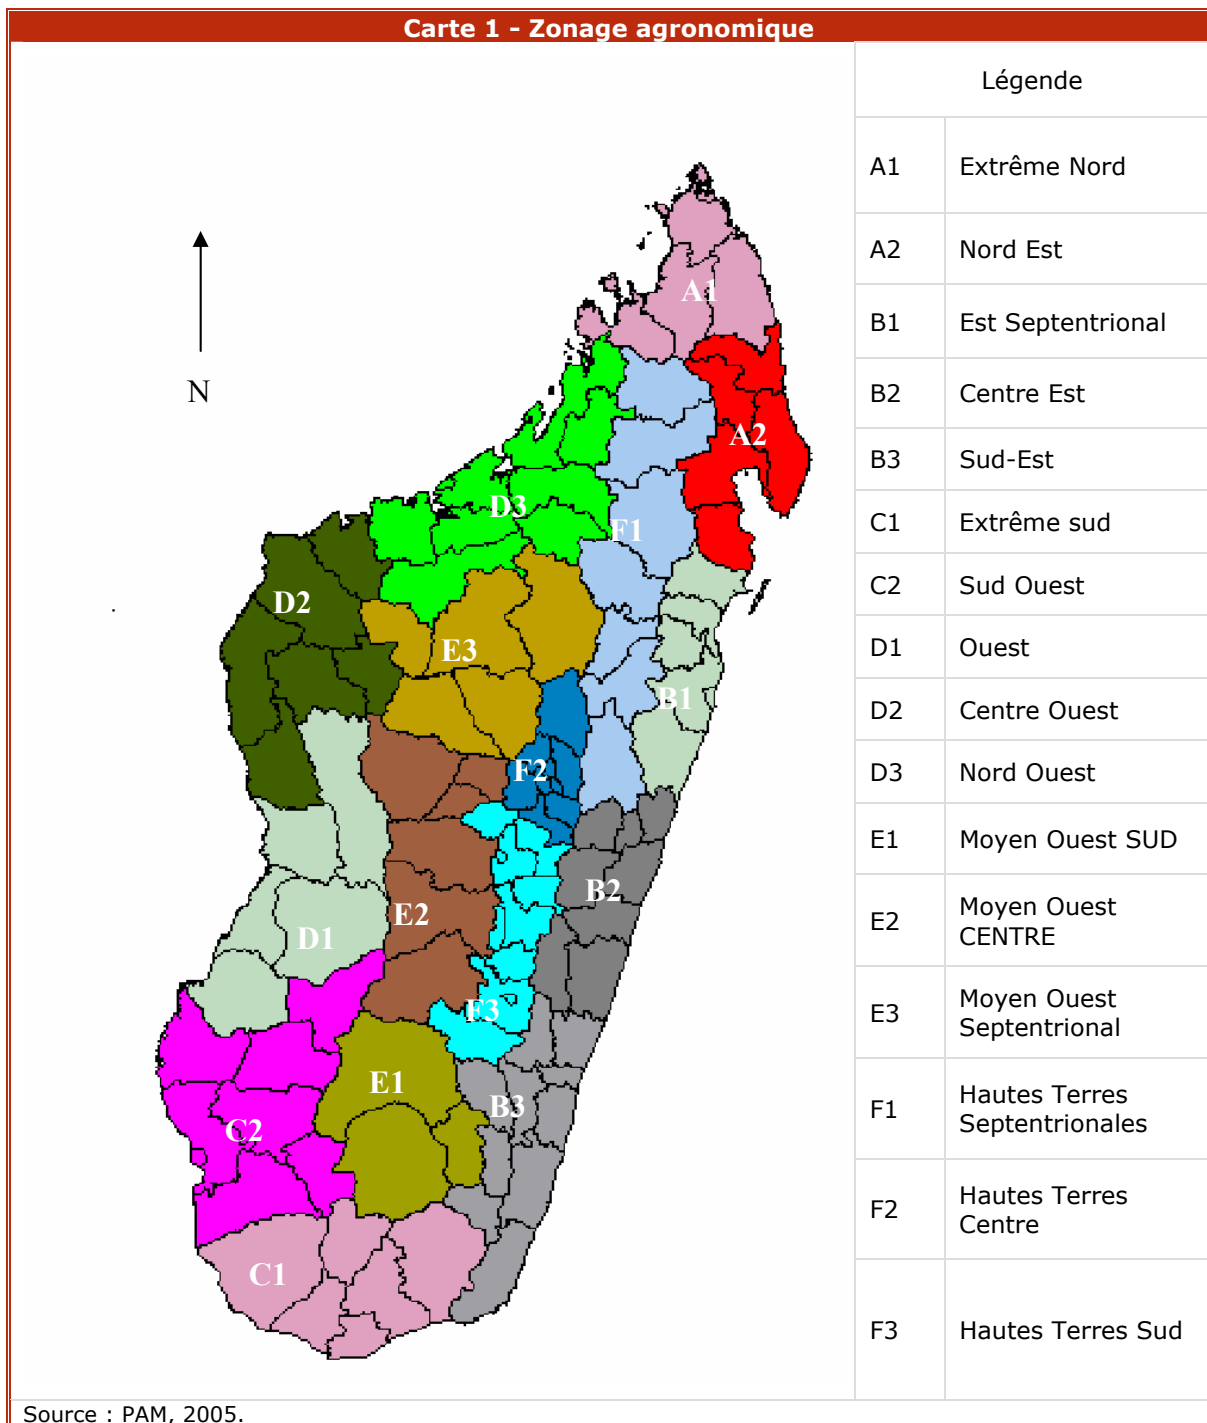 Carte 1 - Zonage agronomique
Légende
A1 Extrême Nord
A2 Nord Est
B1 Est Septentrional
B2 Centre Est
B3 Sud-Est
C1 Extrême sud
C2 Sud Ouest
D1 Ouest
D2 Centre Ouest
D3 Nord Ouest
E1 Moyen Ouest SUD
E2 Moyen Ouest
CENTRE
E3 Moyen Ouest
Septentrional
F1 Hautes Terres
Septentrionales
F2 Hautes Terres
Centre
F3 Hautes Terres Sud
N
A1
A2
D3
F1
D2
E3
B1
F2
B2
E2
D1
F3
E1
B3
C2
C1
Source : PAM, 2005.